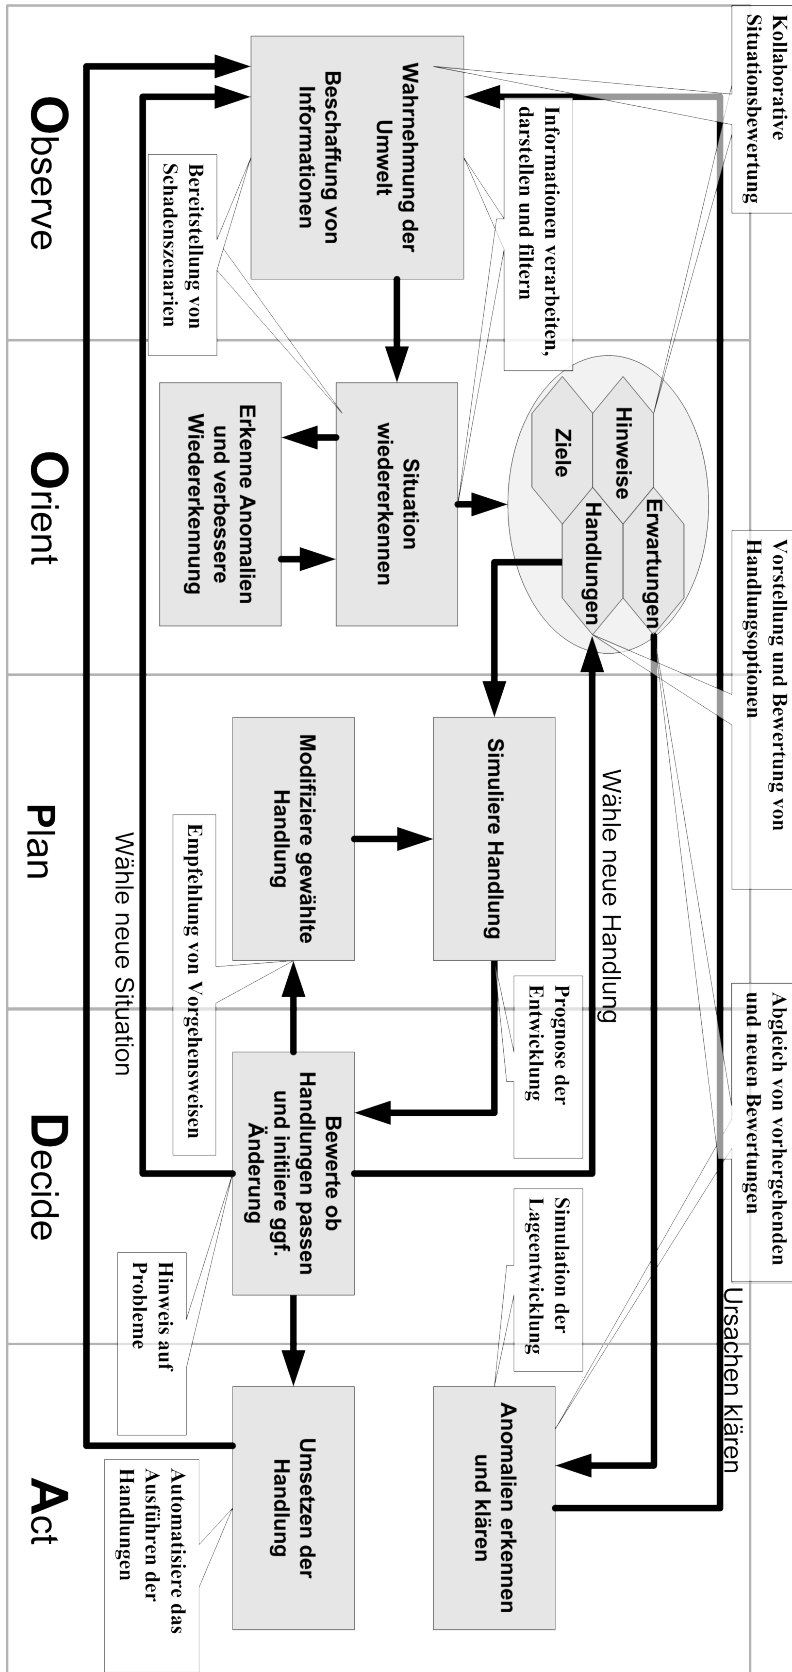 Kollaborative
Situationsbewertung
Vorstellung und Bewertung von
Handlungsoptionen
Abgleich von vorhergehenden
und neuen Bewertungen
Ursachen klären
Informationen verarbeiten,
darstellen und filtern
Hinweise
Erwartungen
Ziele
Handlungen
Wähle neue Handlung
Prognose der
Entwicklung
Simulation der
Lageentwicklung
Wahrnehmung der
Umwelt
Beschaffung von
Informationen
Situation
wiedererkennen
Simuliere Handlung
Anomalien erkennen
und klären
Erkenne Anomalien
und verbessere
Wiedererkennung
Modifiziere gewählte
Handlung
Bewerte ob
Handlungen passen
und initiiere ggf.
Änderung
Umsetzen der
Handlung
Bereitstellung von
Schadenszenarien
Empfehlung von Vorgehensweisen
Hinweis auf
Probleme
Automatisiere das
Ausführen der
Handlungen
Wähle neue Situation
Observe
Orient
Plan
Decide
Act